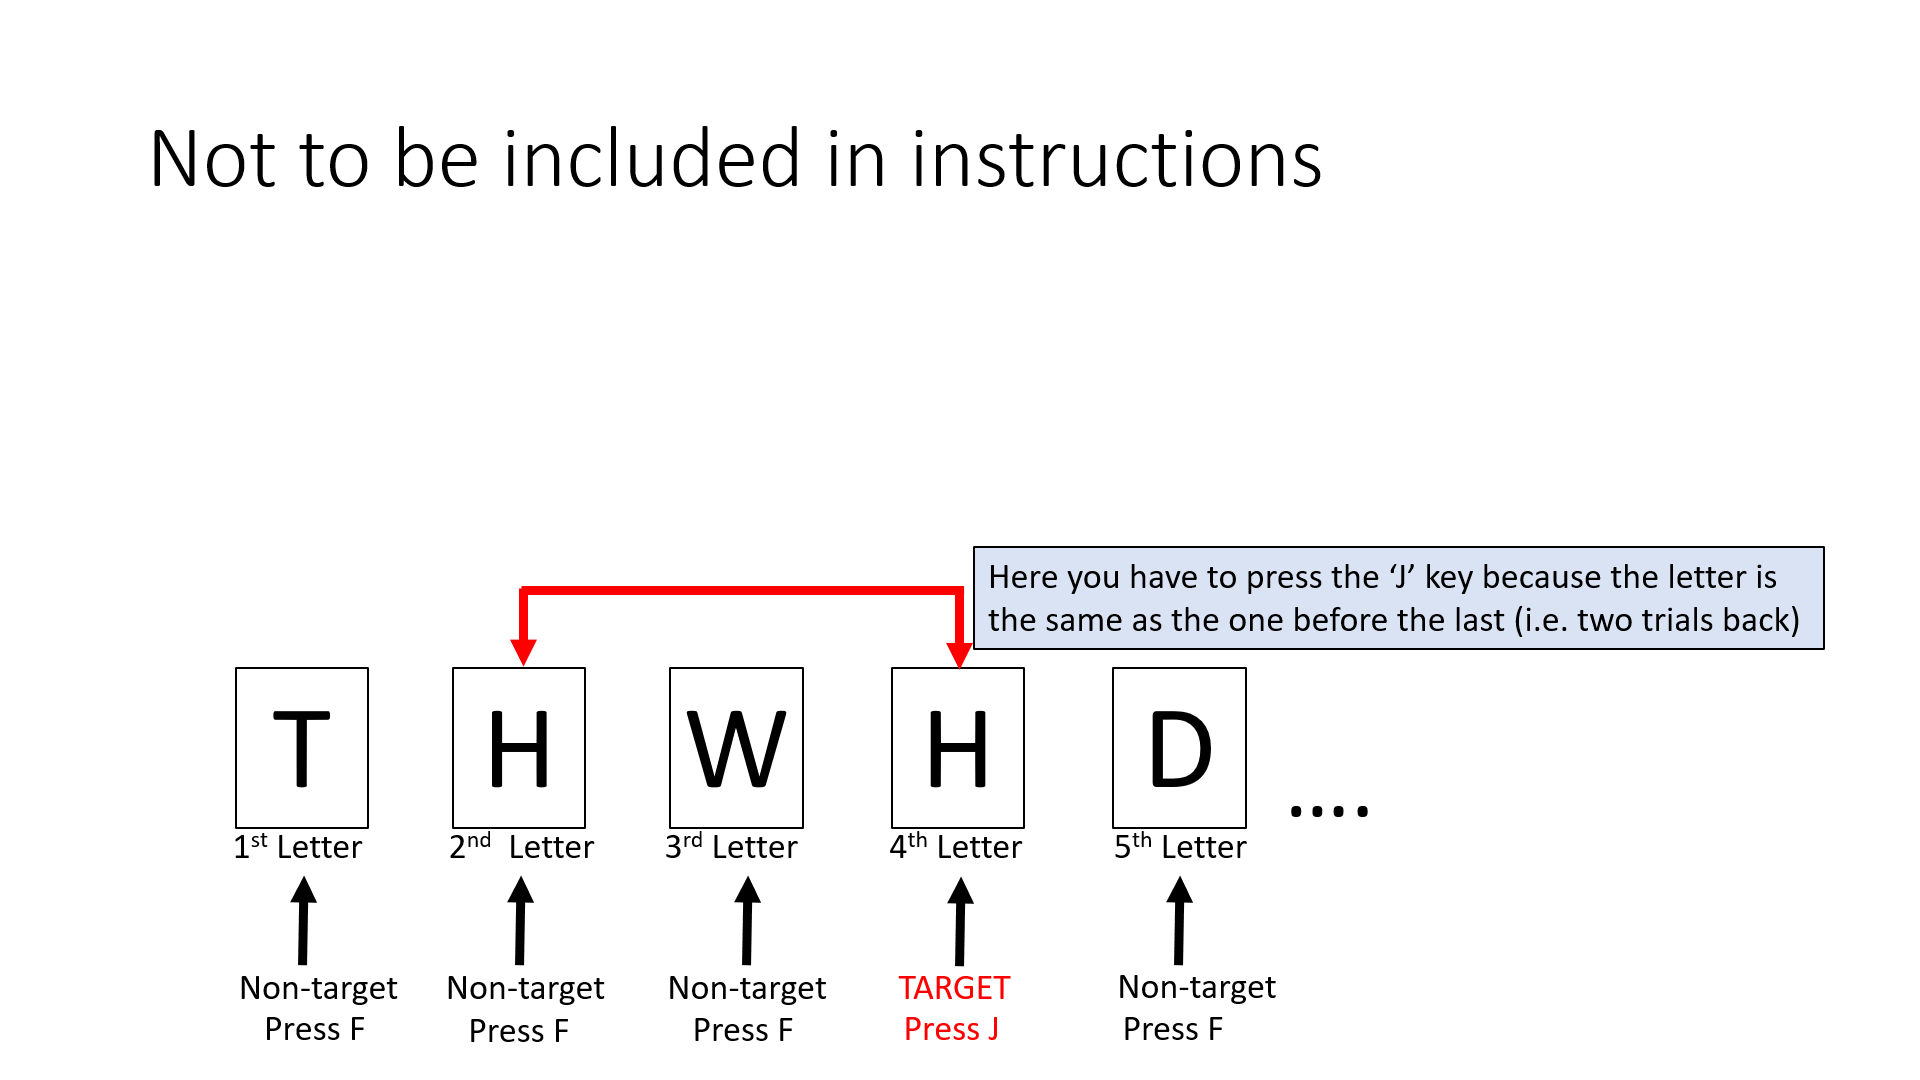 Not to be included in instructions
Here you have to press the ‘J’ key because the letter is
the same as the one before the last (i.e. two trials back)
T H W H D ....
1st Letter 2nd Letter 3rd Letter 4th Letter 5th Letter
Non-target Non-target Non-target TARGET Non-target
Press F Press F Press F Press J Press F